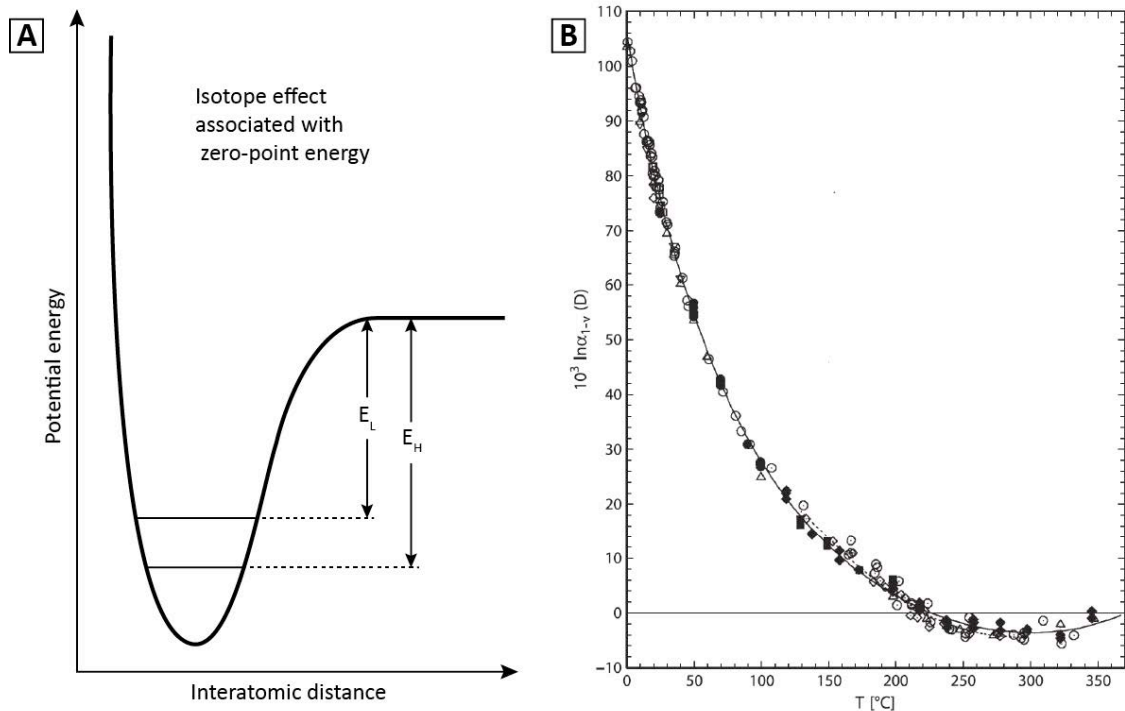 A
Isotope effect
associated with
zero-point energy
Potential energy
E_L
E_H
Interatomic distance
B
110
100
90
80
70
60
50
40
30
20
10
0
−10
10³ lnα₁₋ᵥ (D)
0
50
100
150
200
250
300
350
T [°C]